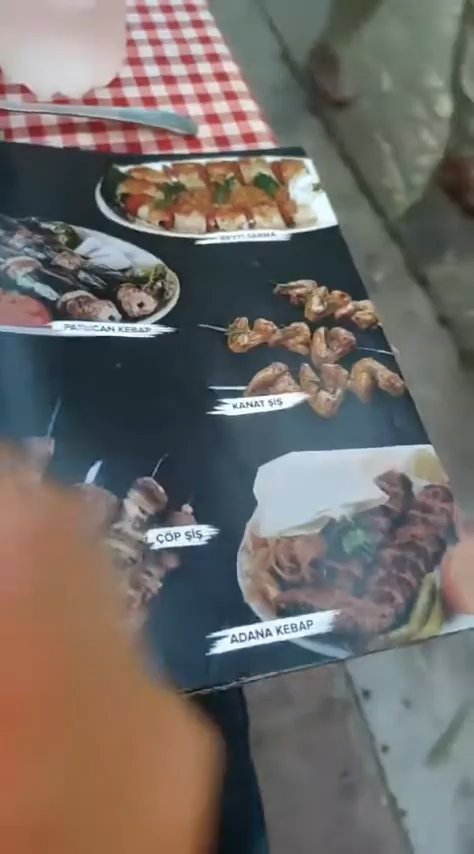 BEYTİ SARMA
PATLICAN KEBAP
KANAT ŞİŞ
ÇÖP ŞİŞ
ADANA KEBAP